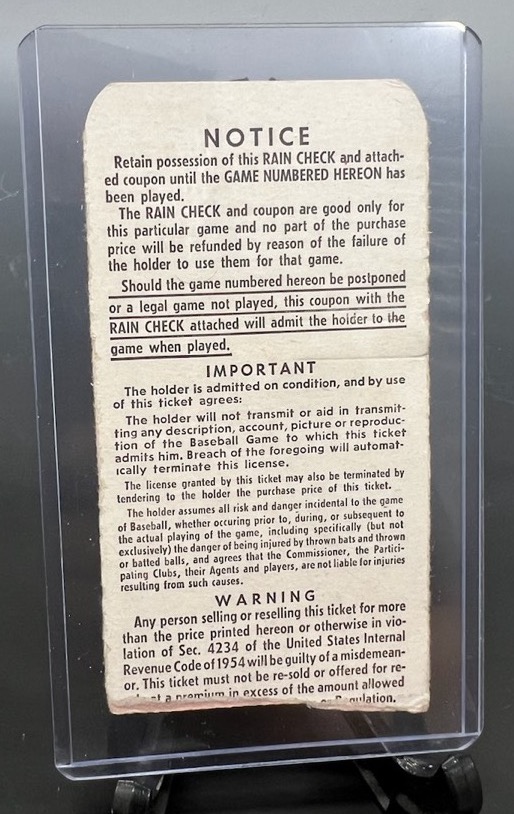 NOTICE
Retain possession of this RAIN CHECK and attach-
ed coupon until the GAME NUMBERED HEREON has
been played.
The RAIN CHECK and coupon are good only for
this particular game and no part of the purchase
price will be refunded by reason of the failure of
the holder to use them for that game.
Should the game numbered hereon be postponed
or a legal game not played, this coupon with the
RAIN CHECK attached will admit the holder to the
game when played.
IMPORTANT
The holder is admitted on condition, and by use
of this ticket agrees:
The holder will not transmit or aid in transmit-
ting any description, account, picture or reproduc-
tion of the Baseball Game to which this ticket
admits him. Breach of the foregoing will automat-
ically terminate this license.
The license granted by this ticket may also be terminated by
tendering to the holder the purchase price of this ticket.
The holder assumes all risk and danger incidental to the game
of Baseball, whether occuring prior to, during, or subsequent to
the actual playing of the game, including specifically (but not
exclusively) the danger of being injured by thrown bats and thrown
or batted balls, and agrees that the Commissioner, the Partici-
pating Clubs, their Agents and players, are not liable for injuries
resulting from such causes.
WARNING
Any person selling or reselling this ticket for more
than the price printed hereon or otherwise in vio-
lation of Sec. 4234 of the United States Internal
Revenue Code of 1954 will be guilty of a misdemean-
or. This ticket must not be re-sold or offered for re-
at a premium in excess of the amount allowed